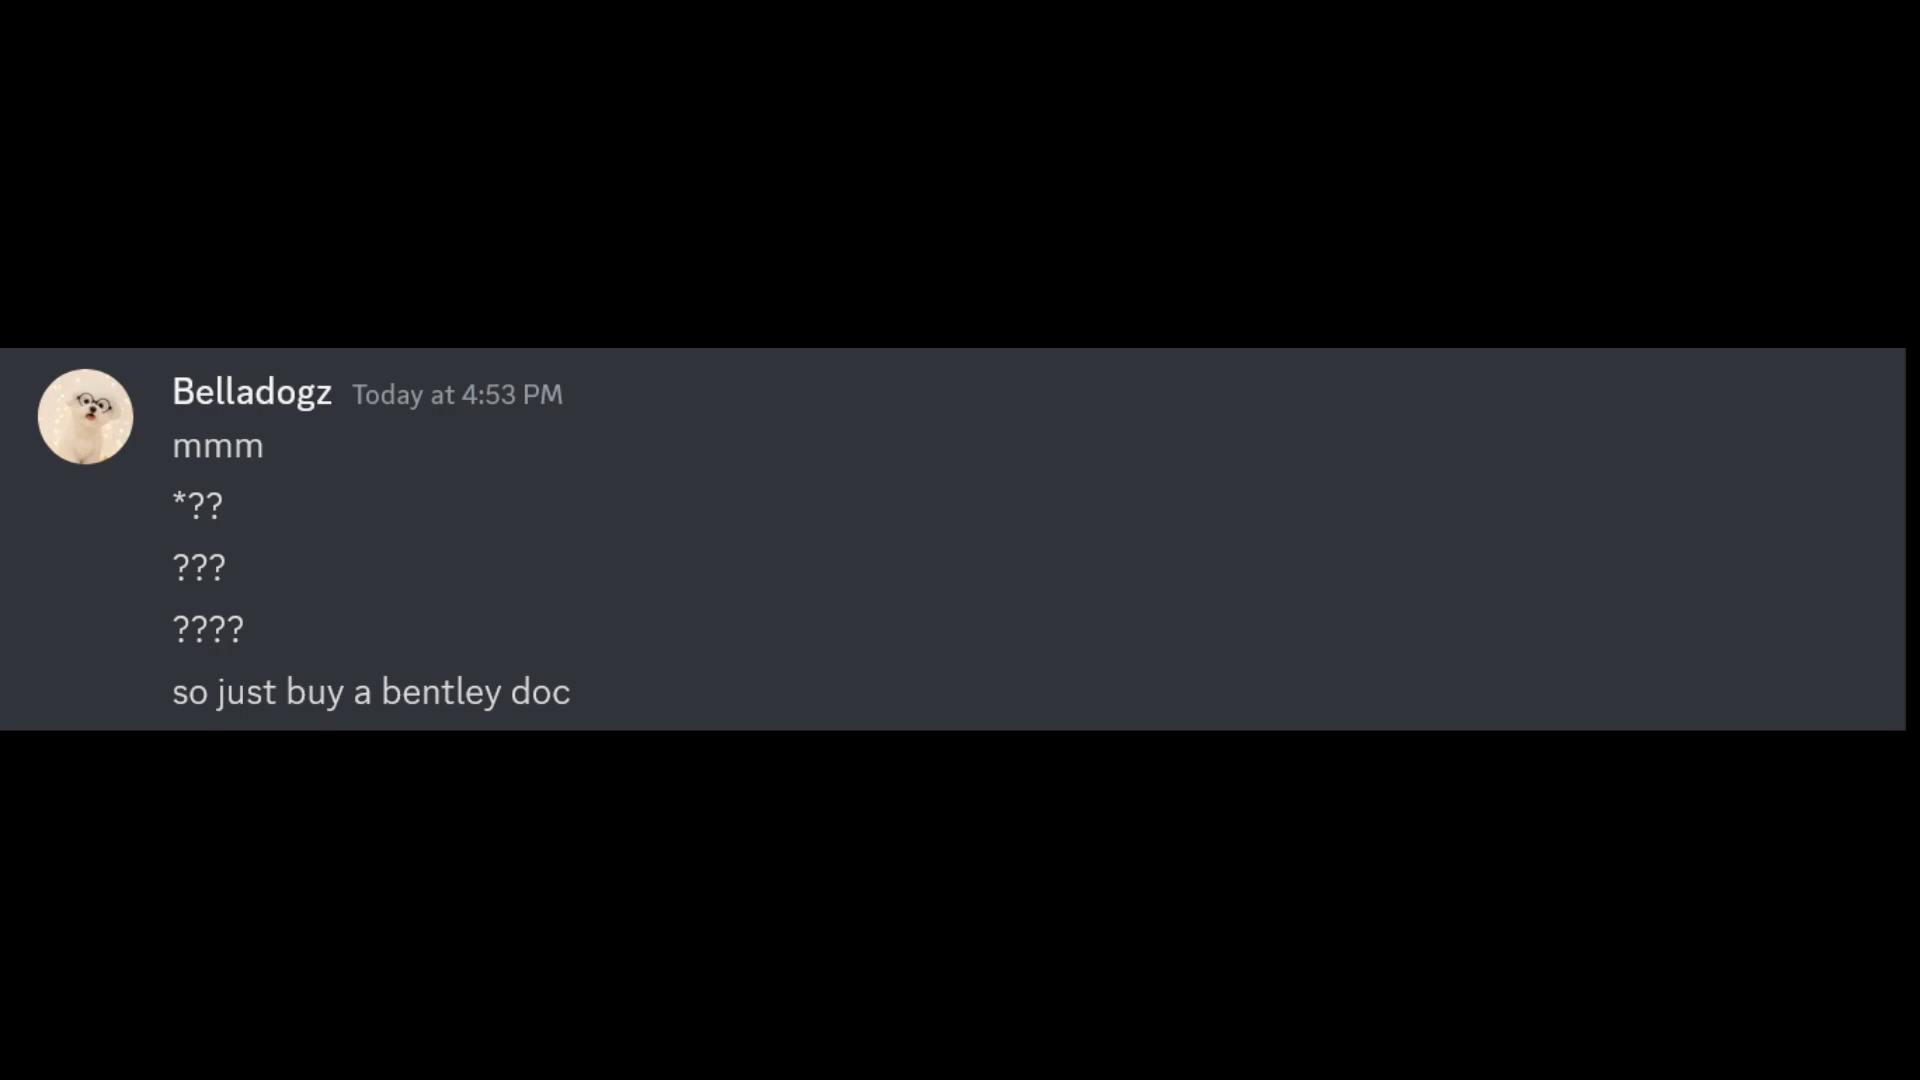 Belladogz Today at 4:53 PM
mmm
*??
???
????
so just buy a bentley doc